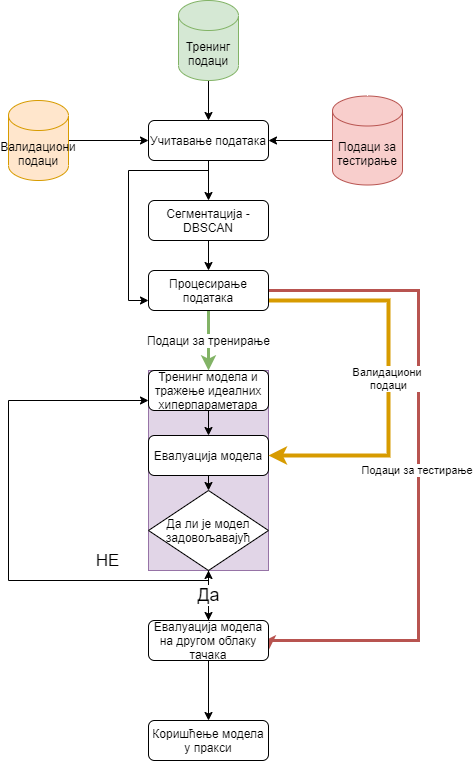 Тренинг
подаци
Валидациони
подаци
Учитавање података
Подаци за
тестирање
Сегментација -
DBSCAN
Процесирање
података
Подаци за тренирање
Валидациони
подаци
Тренинг модела и
тражење идеалних
хиперпараметара
Евалуација модела
Подаци за тестирање
Да ли је модел
задовољавајућ
НЕ
Да
Евалуација модела
на другом облаку
тачака
Коришћење модела
у пракси